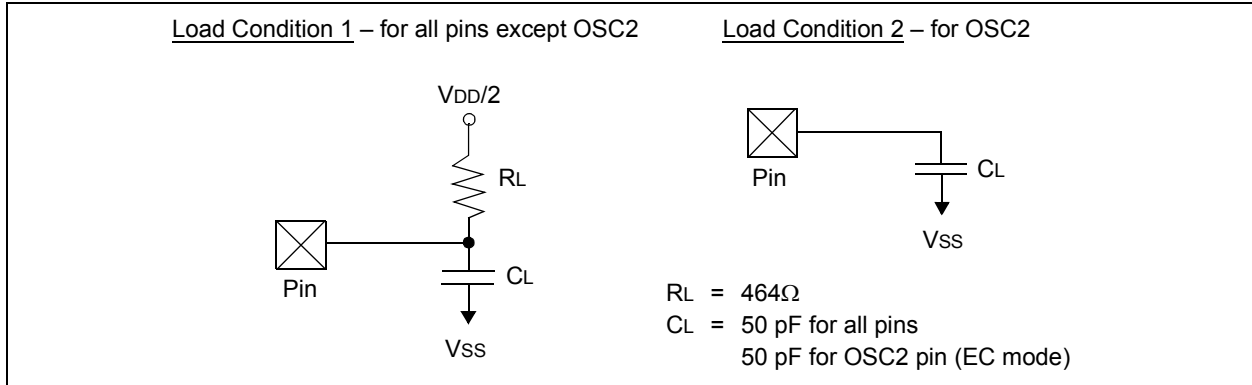 Load Condition 1 – for all pins except OSC2
Load Condition 2 – for OSC2
VDD/2
RL
Pin
CL
VSS
Pin
CL
VSS
RL = 464Ω
CL = 50 pF for all pins
50 pF for OSC2 pin (EC mode)